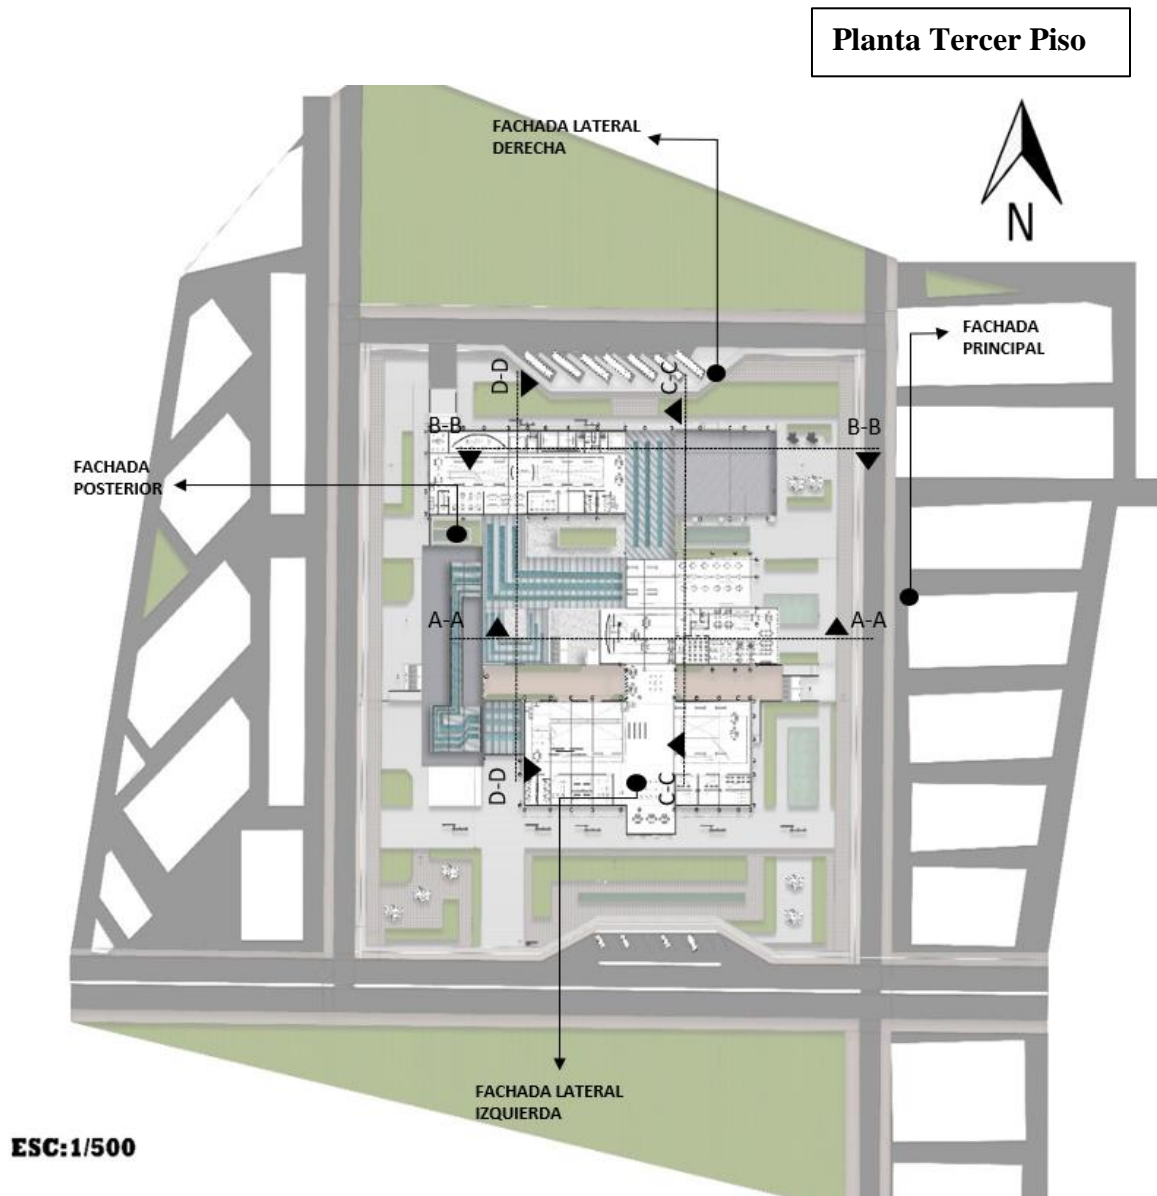 Planta Tercer Piso
FACHADA LATERAL
DERECHA
N
FACHADA
PRINCIPAL
D-D
C-C
B-B
B-B
FACHADA
POSTERIOR
A-A
A-A
D-D
C-C
FACHADA LATERAL
IZQUIERDA
ESC:1/500